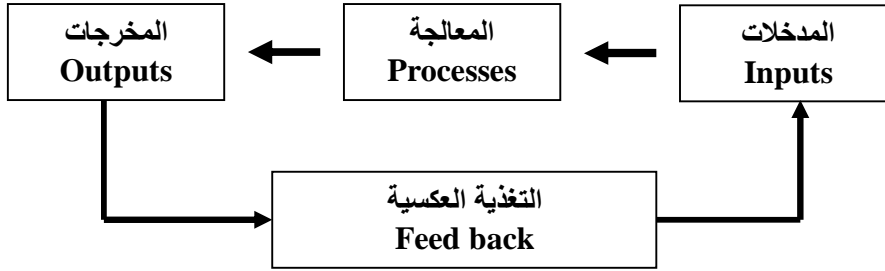 المدخلات
Inputs
المعالجة
Processes
المخرجات
Outputs
التغذية العكسية
Feed back